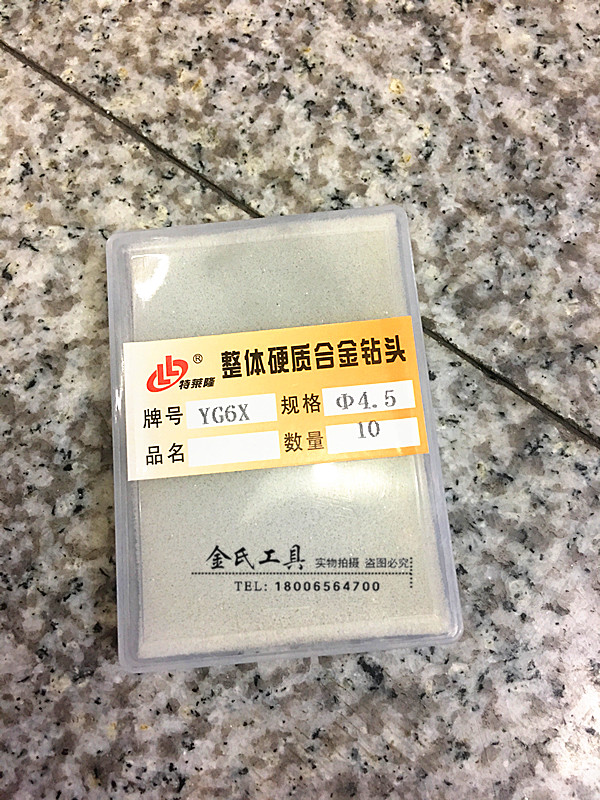 特莱隆®
整体硬质合金钻头
牌号 YG6X 规格 Φ4.5
品名 数量 10
金氏工具 实物拍摄 盗图必究
TEL: 18006564700